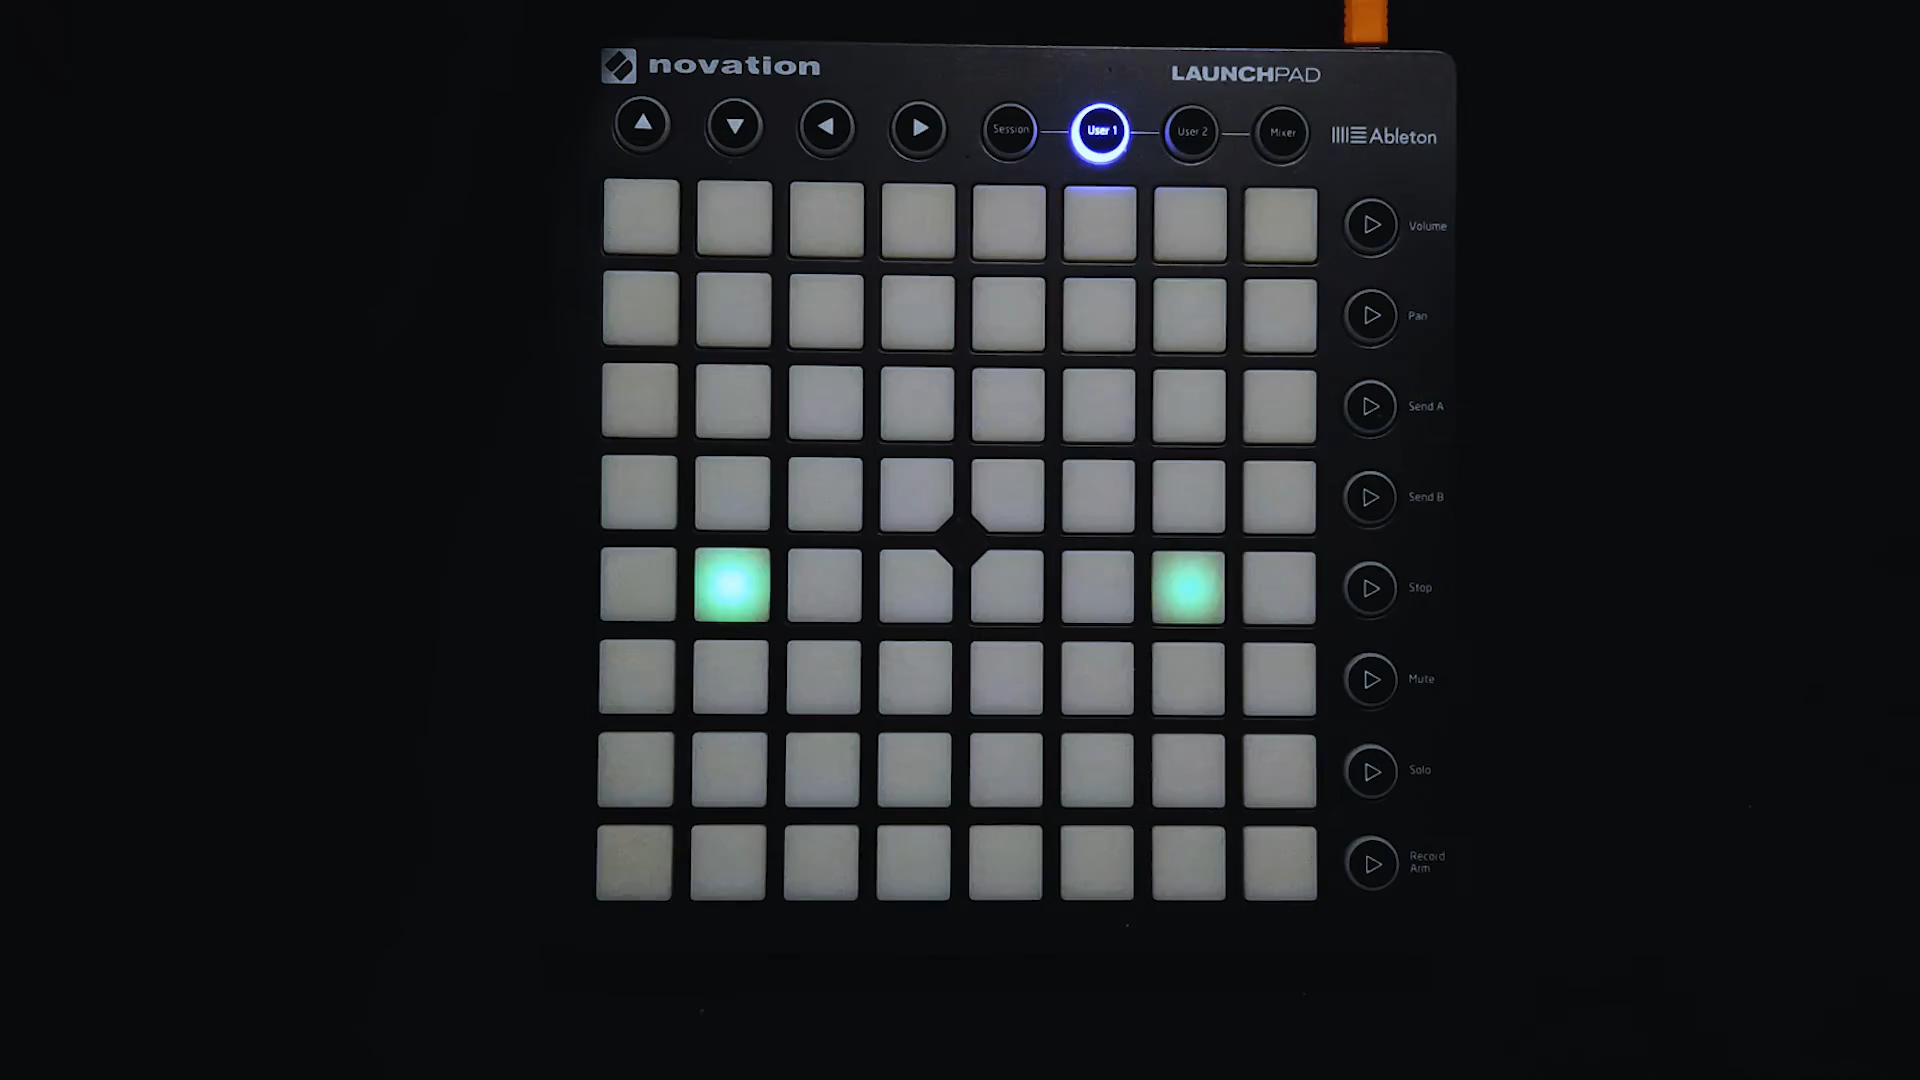 novation
LAUNCHPAD
Session
User 1
User 2
Mixer
Ableton
Volume
Pan
Send A
Send B
Stop
Mute
Solo
Record
Arm